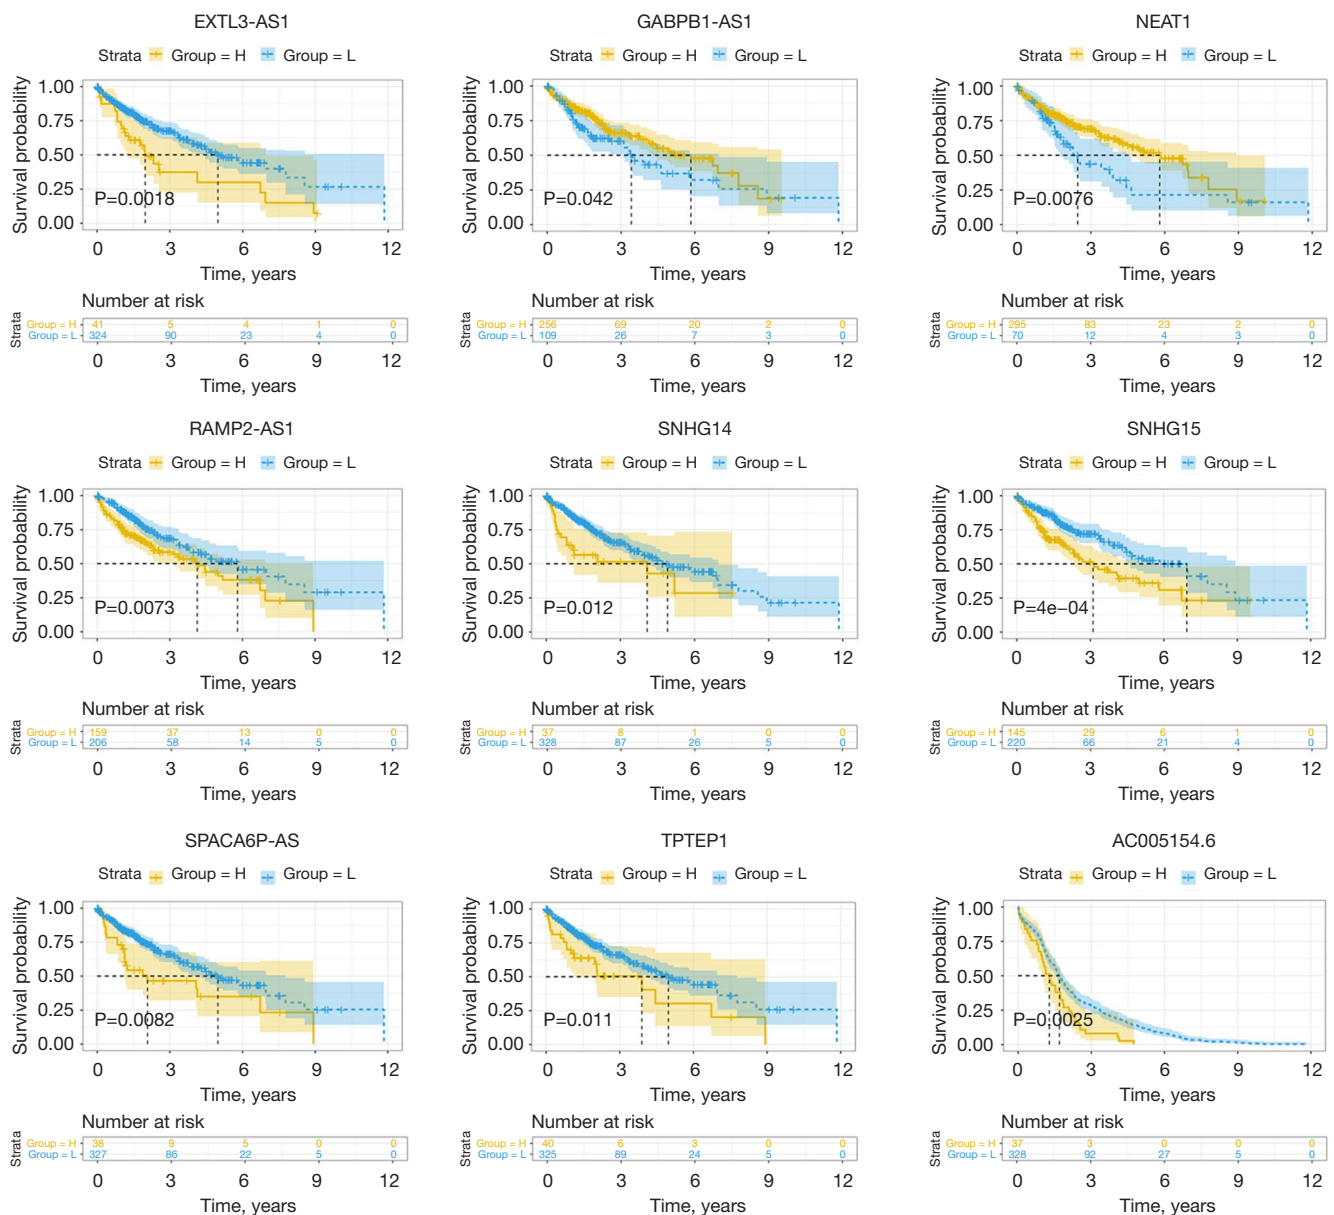 EXTL3-AS1
Strata Group = H Group = L
Survival probability
1.00
0.75
0.50
0.25
0.00
P=0.0018
0 3 6 9 12
Time, years
Number at risk
Strata
Group = H 41 5 4 1 0
Group = L 324 90 23 4 0
0 3 6 9 12
Time, years
GABPB1-AS1
Strata Group = H Group = L
Survival probability
1.00
0.75
0.50
0.25
0.00
P=0.042
0 3 6 9 12
Time, years
Number at risk
Strata
Group = H 256 69 20 2 0
Group = L 109 26 7 3 0
0 3 6 9 12
Time, years
NEAT1
Strata Group = H Group = L
Survival probability
1.00
0.75
0.50
0.25
0.00
P=0.0076
0 3 6 9 12
Time, years
Number at risk
Strata
Group = H 295 83 23 2 0
Group = L 70 12 4 3 0
0 3 6 9 12
Time, years
RAMP2-AS1
Strata Group = H Group = L
Survival probability
1.00
0.75
0.50
0.25
0.00
P=0.0073
0 3 6 9 12
Time, years
Number at risk
Strata
Group = H 159 37 13 0 0
Group = L 206 58 14 5 0
0 3 6 9 12
Time, years
SNHG14
Strata Group = H Group = L
Survival probability
1.00
0.75
0.50
0.25
0.00
P=0.012
0 3 6 9 12
Time, years
Number at risk
Strata
Group = H 37 8 1 0 0
Group = L 328 87 26 5 0
0 3 6 9 12
Time, years
SNHG15
Strata Group = H Group = L
Survival probability
1.00
0.75
0.50
0.25
0.00
P=4e−04
0 3 6 9 12
Time, years
Number at risk
Strata
Group = H 145 29 6 1 0
Group = L 220 66 21 4 0
0 3 6 9 12
Time, years
SPACA6P-AS
Strata Group = H Group = L
Survival probability
1.00
0.75
0.50
0.25
0.00
P=0.0082
0 3 6 9 12
Time, years
Number at risk
Strata
Group = H 38 9 5 0 0
Group = L 327 86 22 5 0
0 3 6 9 12
Time, years
TPTEP1
Strata Group = H Group = L
Survival probability
1.00
0.75
0.50
0.25
0.00
P=0.011
0 3 6 9 12
Time, years
Number at risk
Strata
Group = H 40 6 3 0 0
Group = L 325 89 24 5 0
0 3 6 9 12
Time, years
AC005154.6
Strata Group = H Group = L
Survival probability
1.00
0.75
0.50
0.25
0.00
P=0.0025
0 3 6 9 12
Time, years
Number at risk
Strata
Group = H 37 3 0 0 0
Group = L 328 92 27 5 0
0 3 6 9 12
Time, years